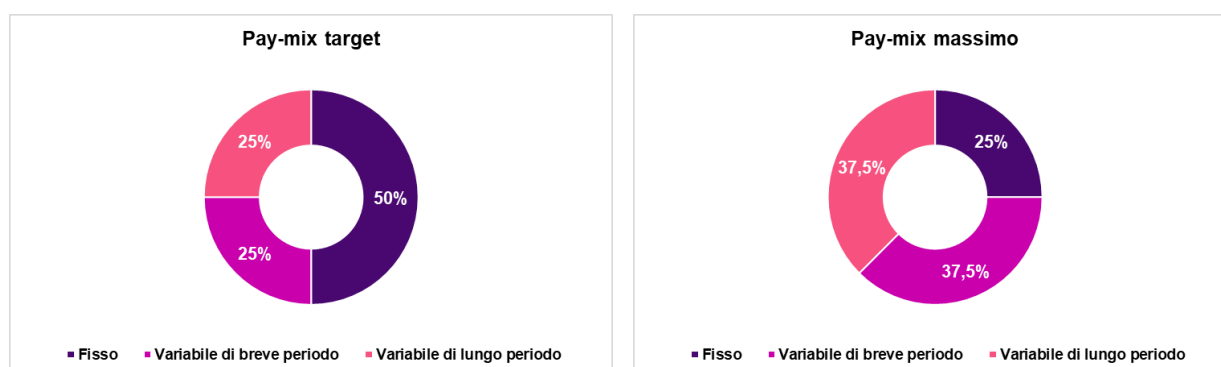 Pay-mix target
25%
50%
25%
Fisso Variabile di breve periodo Variabile di lungo periodo
Pay-mix massimo
25%
37,5%
37,5%
Fisso Variabile di breve periodo Variabile di lungo periodo